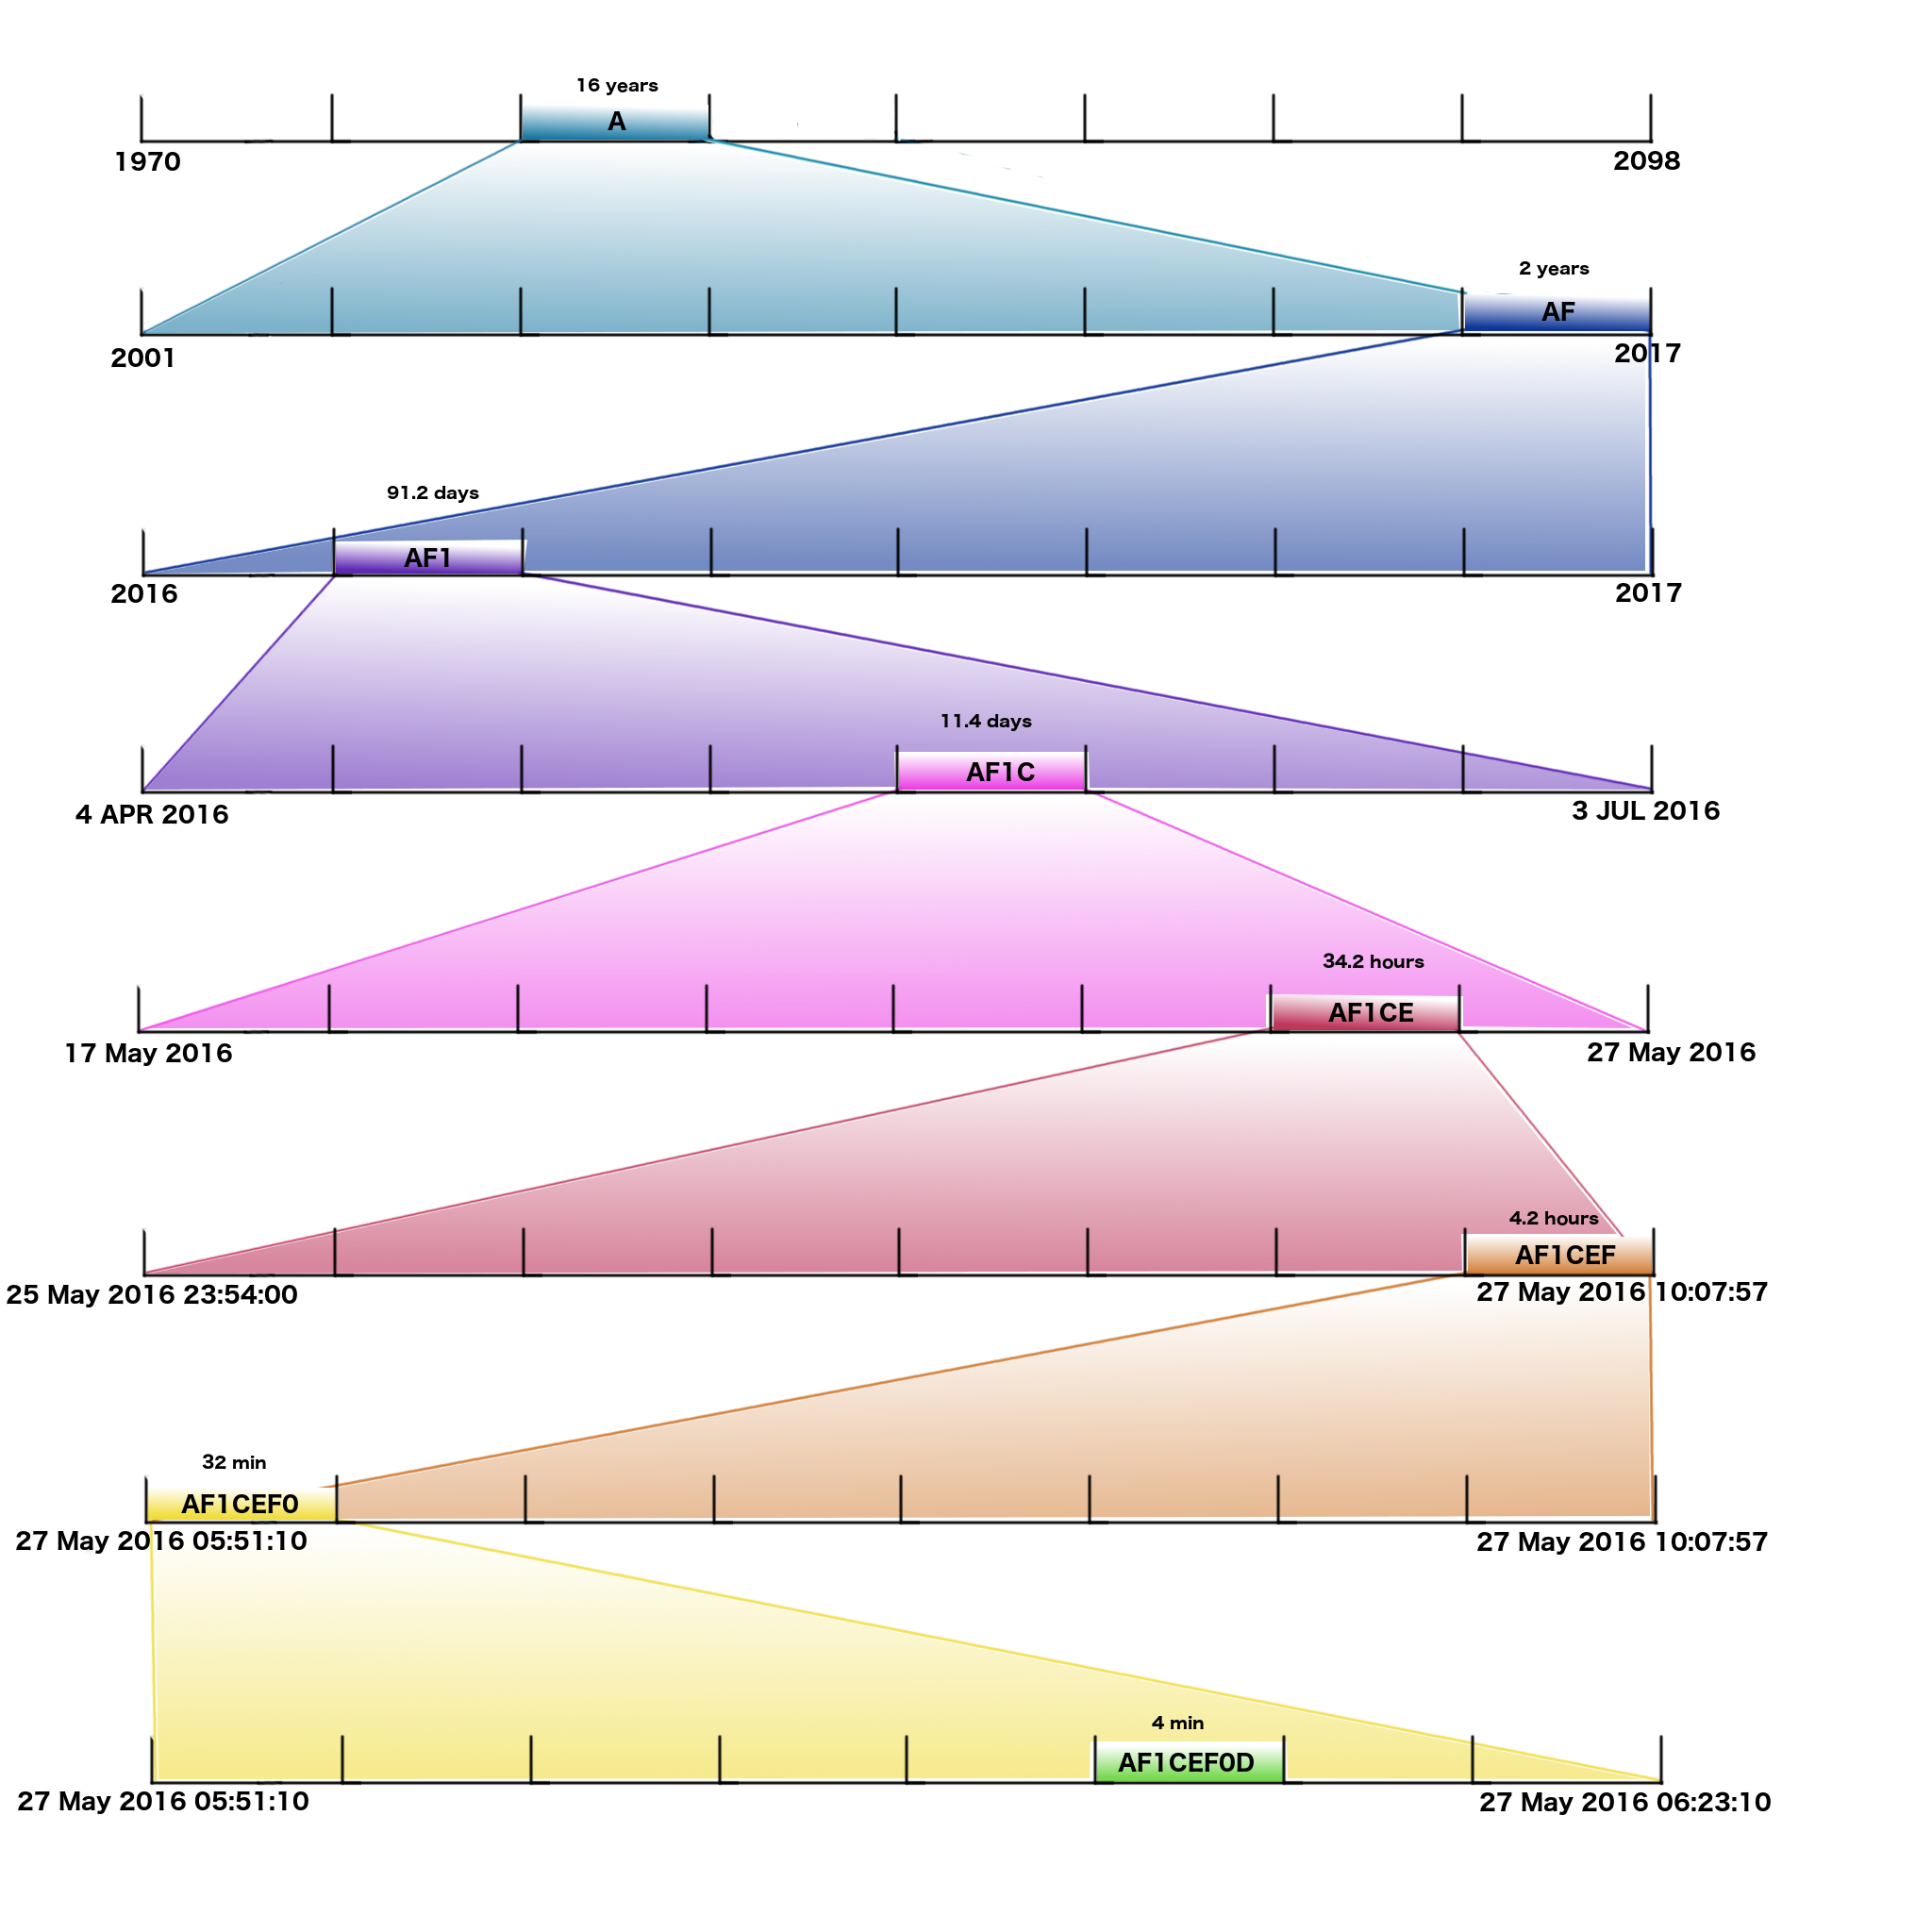 16 years
A
1970
2098
2 years
AF
2001
2017
91.2 days
AF1
2016
2017
11.4 days
AF1C
4 APR 2016
3 JUL 2016
34.2 hours
AF1CE
17 May 2016
27 May 2016
4.2 hours
AF1CEF
25 May 2016 23:54:00
27 May 2016 10:07:57
32 min
AF1CEF0
27 May 2016 05:51:10
27 May 2016 10:07:57
4 min
AF1CEF0D
27 May 2016 05:51:10
27 May 2016 06:23:10